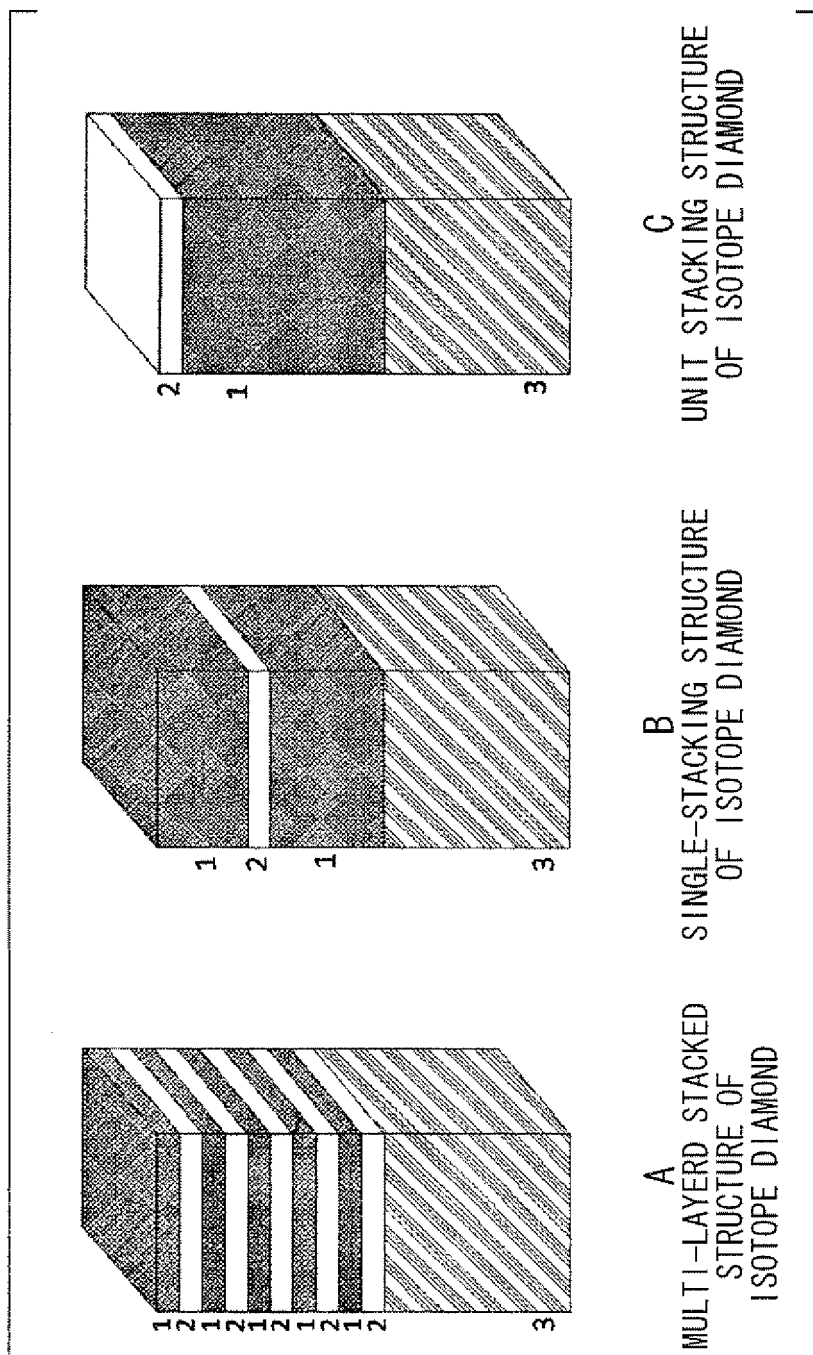 1
2
1
2
1
2
1
2
1
2
3
A
MULTI-LAYERD STACKED
STRUCTURE OF
ISOTOPE DIAMOND
1
2
1
3
B
SINGLE-STACKING STRUCTURE
OF ISOTOPE DIAMOND
2
1
3
C
UNIT STACKING STRUCTURE
OF ISOTOPE DIAMOND